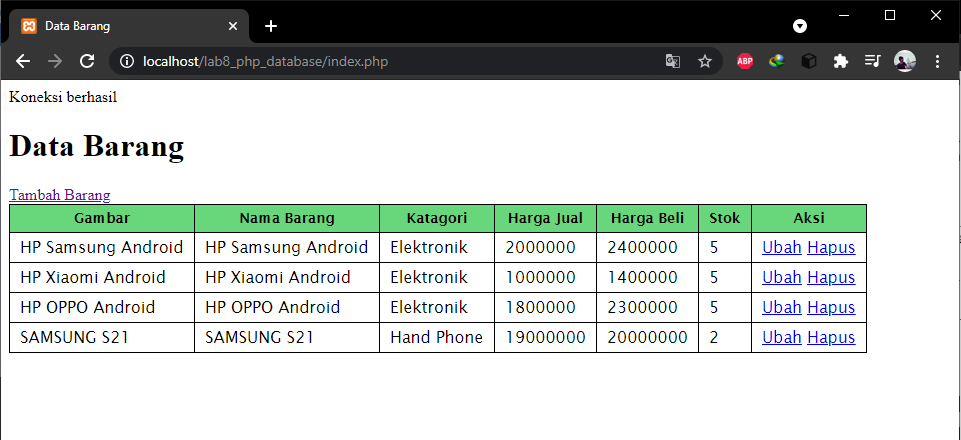 Data Barang
localhost/lab8_php_database/index.php
ABP
Koneksi berhasil
Data Barang
Tambah Barang
Gambar Nama Barang Katagori Harga Jual Harga Beli Stok Aksi
HP Samsung Android HP Samsung Android Elektronik 2000000 2400000 5 Ubah Hapus
HP Xiaomi Android HP Xiaomi Android Elektronik 1000000 1400000 5 Ubah Hapus
HP OPPO Android HP OPPO Android Elektronik 1800000 2300000 5 Ubah Hapus
SAMSUNG S21 SAMSUNG S21 Hand Phone 19000000 20000000 2 Ubah Hapus